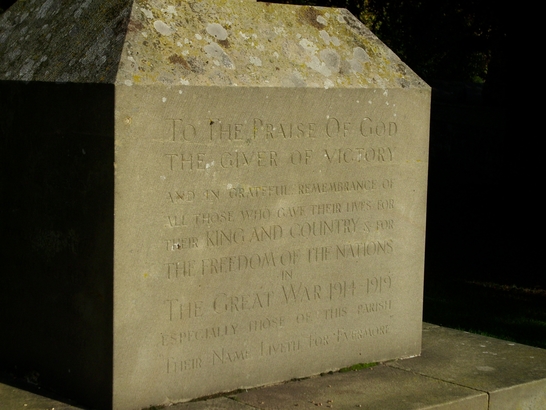 To The Praise Of God
THE GIVER OF VICTORY
AND IN GRATEFUL REMEMBRANCE OF
ALL THOSE WHO GAVE THEIR LIVES FOR
THEIR KING AND COUNTRY & FOR
THE FREEDOM OF THE NATIONS
IN
THE GREAT WAR 1914-1919
ESPECIALLY THOSE OF THIS PARISH
Their Name Liveth For Evermore